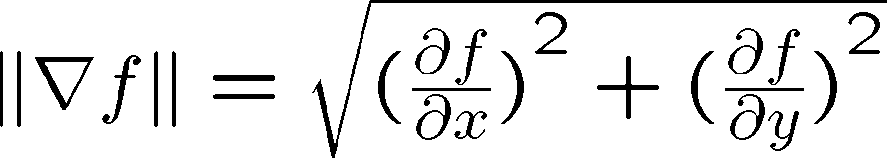 ‖∇f‖ = √((∂f/∂x)² + (∂f/∂y)²)